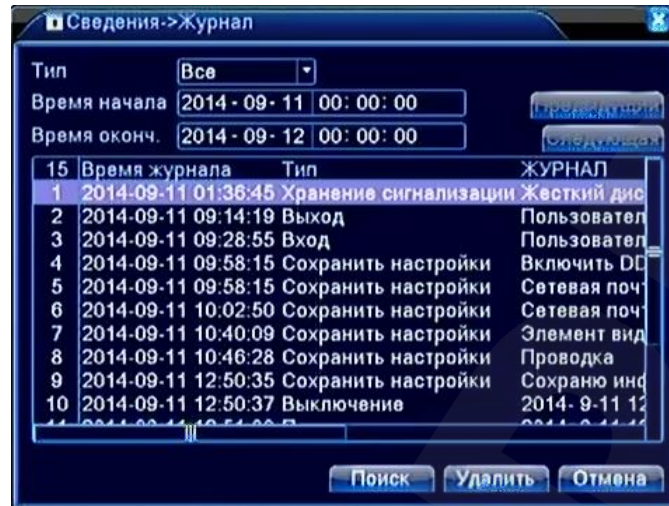 Сведения->Журнал
Тип Все
Время начала 2014 - 09 - 11 00: 00: 00 Предыдущий
Время оконч. 2014 - 09 - 12 00: 00: 00 Следующая
15 Время журнала Тип ЖУРНАЛ
1 2014-09-11 01:36:45 Хранение сигнализации Жесткий дис
2 2014-09-11 09:14:19 Выход Пользовател
3 2014-09-11 09:28:55 Вход Пользовател
4 2014-09-11 09:58:15 Сохранить настройки Включить DD
5 2014-09-11 09:58:15 Сохранить настройки Сетевая поч
6 2014-09-11 10:02:50 Сохранить настройки Сетевая поч
7 2014-09-11 10:40:09 Сохранить настройки Элемент вид
8 2014-09-11 10:46:28 Сохранить настройки Проводка
9 2014-09-11 12:50:35 Сохранить настройки Сохраню инф
10 2014-09-11 12:50:37 Выключение 2014- 9-11 12
Поиск Удалить Отмена